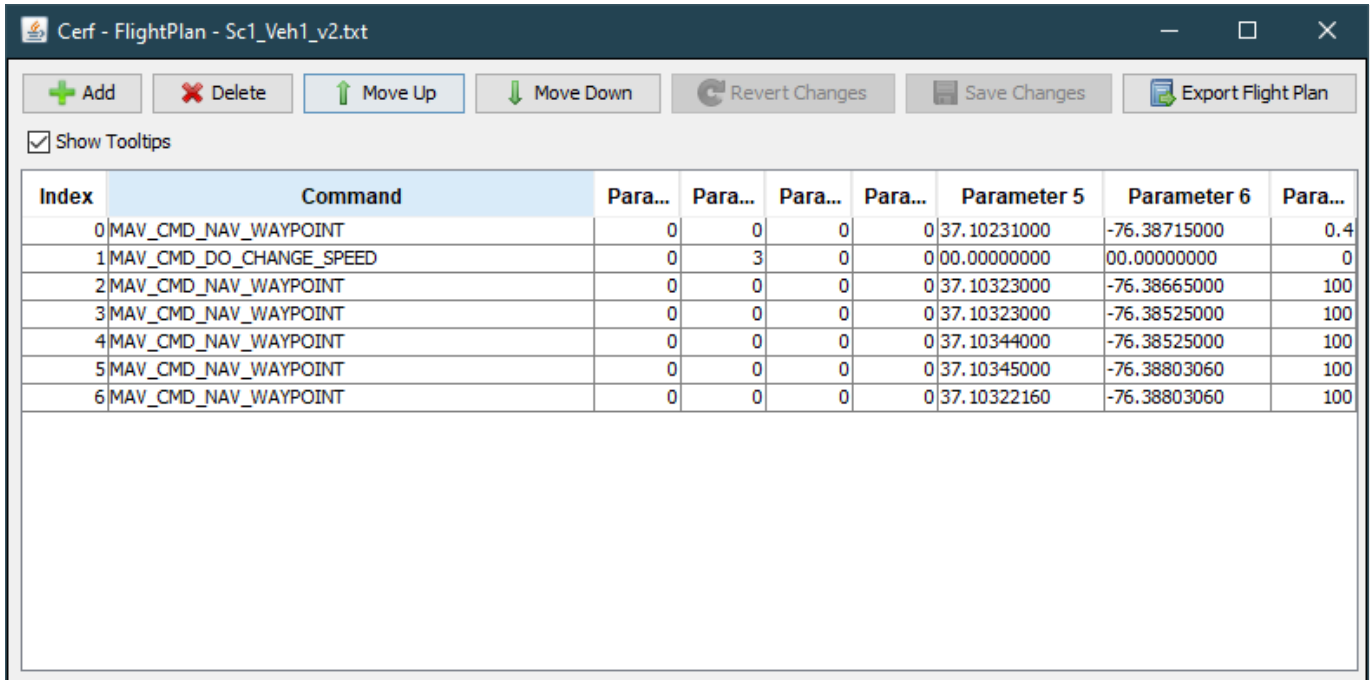 Cerf - FlightPlan - Sc1_Veh1_v2.txt
Add Delete Move Up Move Down Revert Changes Save Changes Export Flight Plan
Show Tooltips
Index Command Para... Para... Para... Para... Parameter 5 Parameter 6 Para...
0 MAV_CMD_NAV_WAYPOINT 0 0 0 0 37.10231000 -76.38715000 0.4
1 MAV_CMD_DO_CHANGE_SPEED 0 3 0 0 00.00000000 00.00000000 0
2 MAV_CMD_NAV_WAYPOINT 0 0 0 0 37.10323000 -76.38665000 100
3 MAV_CMD_NAV_WAYPOINT 0 0 0 0 37.10323000 -76.38525000 100
4 MAV_CMD_NAV_WAYPOINT 0 0 0 0 37.10344000 -76.38525000 100
5 MAV_CMD_NAV_WAYPOINT 0 0 0 0 37.10345000 -76.38803060 100
6 MAV_CMD_NAV_WAYPOINT 0 0 0 0 37.10322160 -76.38803060 100